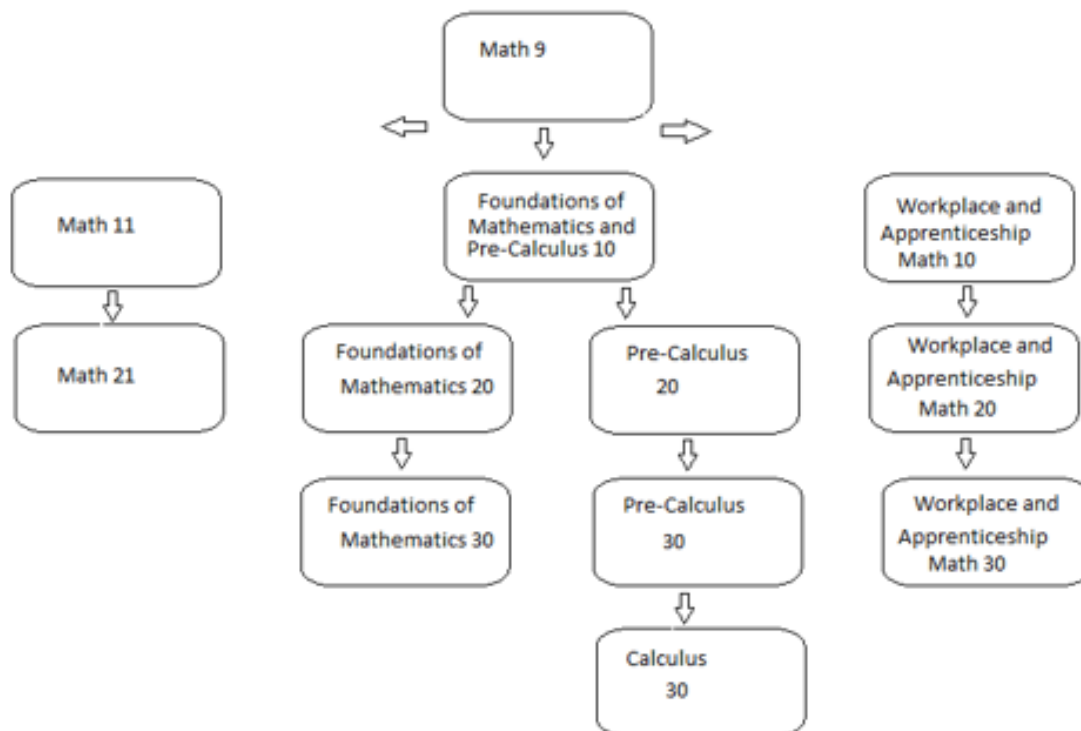 Math 9
Math 11
Foundations of
Mathematics and
Pre-Calculus 10
Workplace and
Apprenticeship
Math 10
Math 21
Foundations of
Mathematics 20
Pre-Calculus
20
Workplace and
Apprenticeship
Math 20
Foundations of
Mathematics 30
Pre-Calculus
30
Workplace and
Apprenticeship
Math 30
Calculus
30